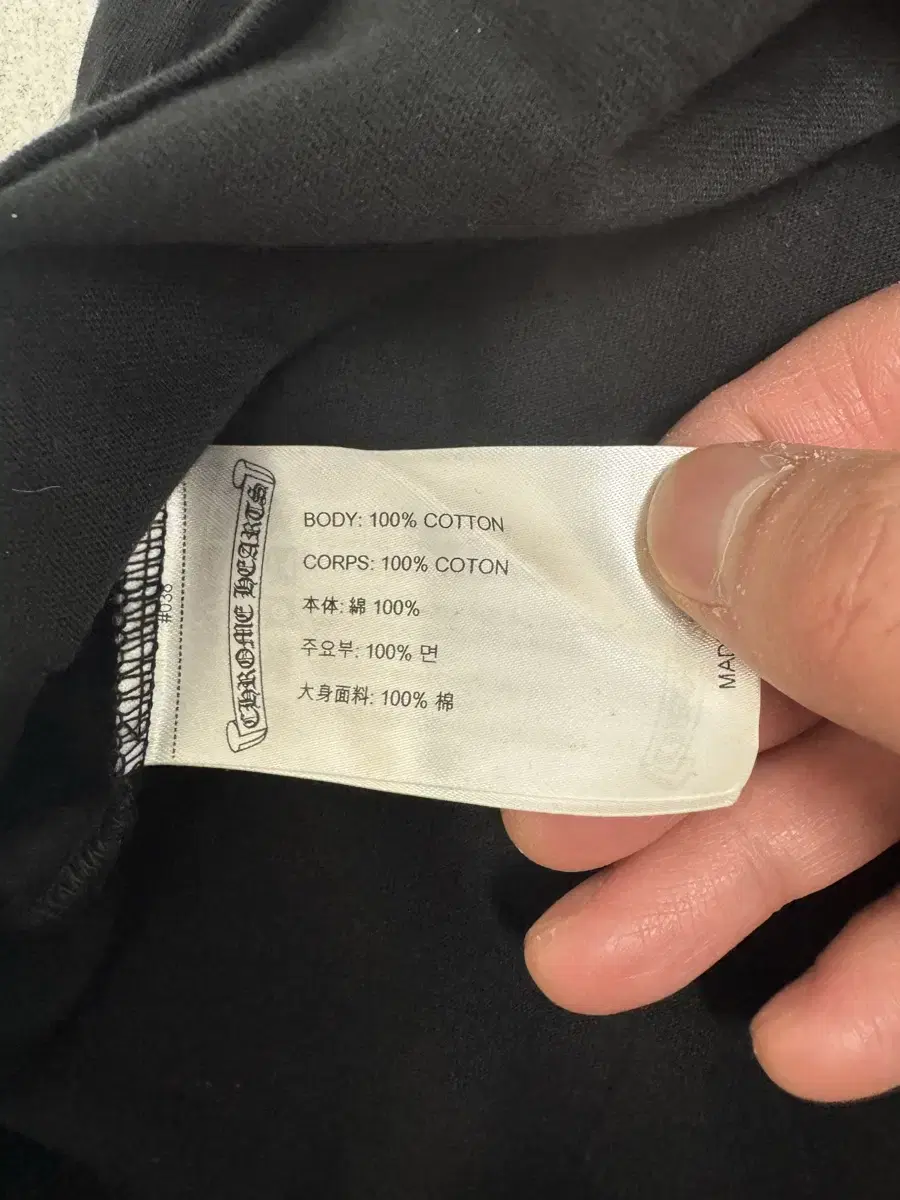 CHROME HEARTS
BODY: 100% COTTON
CORPS: 100% COTON
本体: 綿 100%
주요부: 100% 면
大身面料: 100% 棉
#038